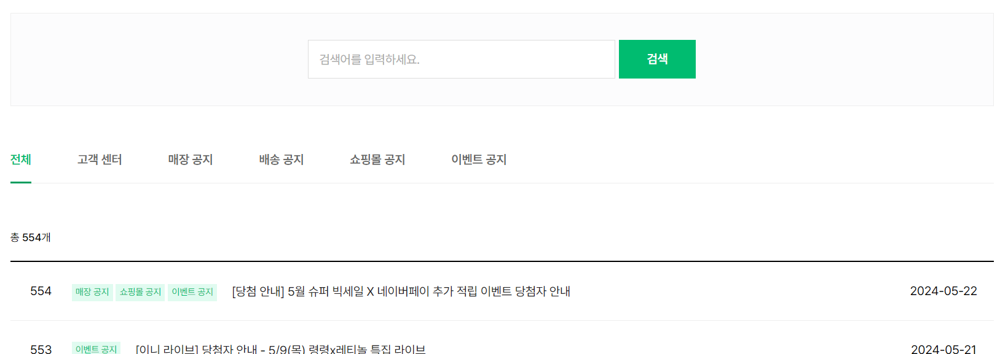 검색어를 입력하세요. 검색
전체 고객 센터 매장 공지 배송 공지 쇼핑몰 공지 이벤트 공지
총 554개
554 매장 공지 쇼핑몰 공지 이벤트 공지 [당첨 안내] 5월 슈퍼 빅세일 X 네이버페이 추가 적립 이벤트 당첨자 안내 2024-05-22
553 이벤트 공지 [이니 라이브] 당첨자 안내 - 5/9(목) 령령x레티놀 특집 라이브 2024-05-21